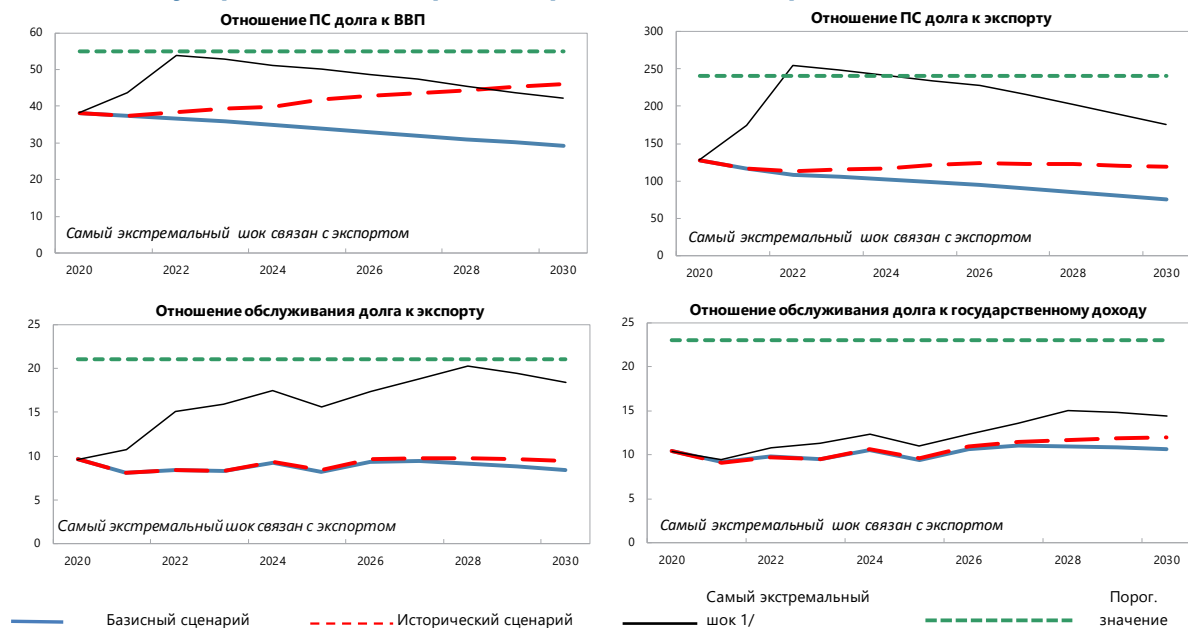 Отношение ПС долга к ВВП
60
50
40
30
20
10
0
Самый экстремальный шок связан с экспортом
2020 2022 2024 2026 2028 2030
Отношение ПС долга к экспорту
300
250
200
150
100
50
0
Самый экстремальный шок связан с экспортом
2020 2022 2024 2026 2028 2030
Отношение обслуживания долга к экспорту
25
20
15
10
5
0
Самый экстремальный шок связан с экспортом
2020 2022 2024 2026 2028 2030
Отношение обслуживания долга к государственному доходу
25
20
15
10
5
0
Самый экстремальный шок связан с экспортом
2020 2022 2024 2026 2028 2030
Базисный сценарий
Исторический сценарий
Самый экстремальный
шок 1/
Порог.
значение